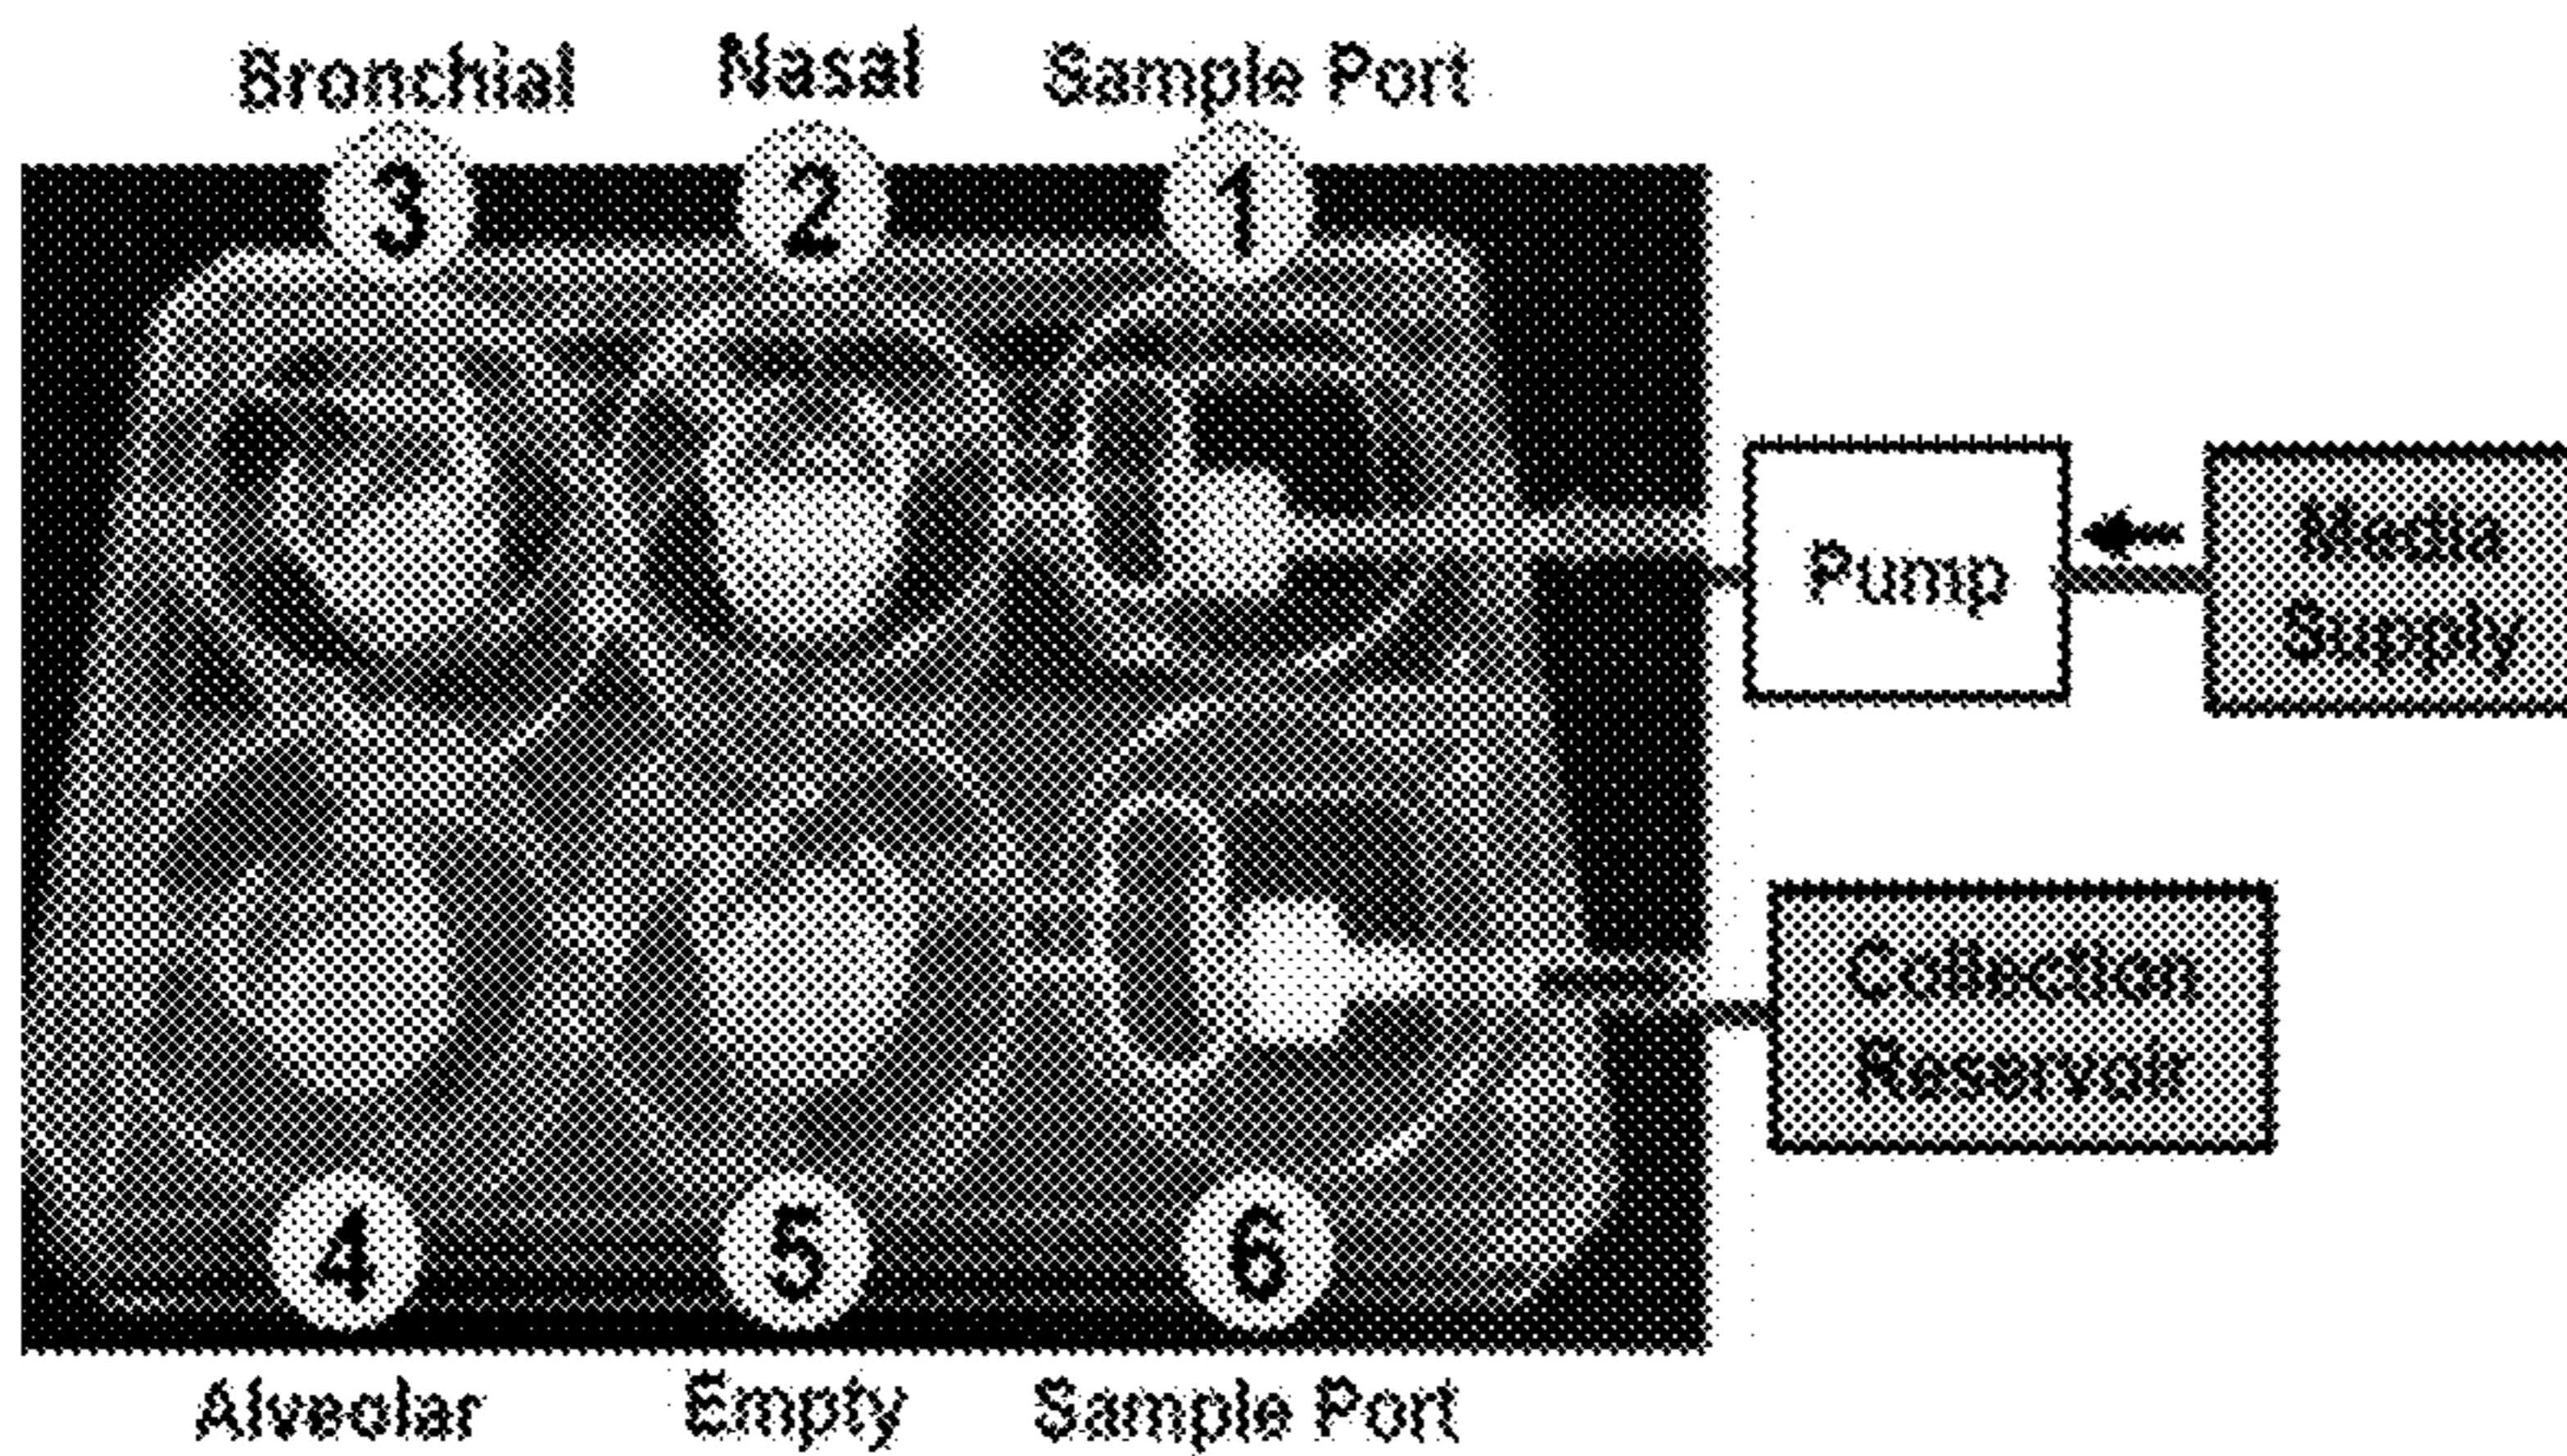 Bronchial Nasal Sample Port
3 2 1
Pump
Media
Supply
Collection
Reservoir
4 5 6
Alveolar Empty Sample Port